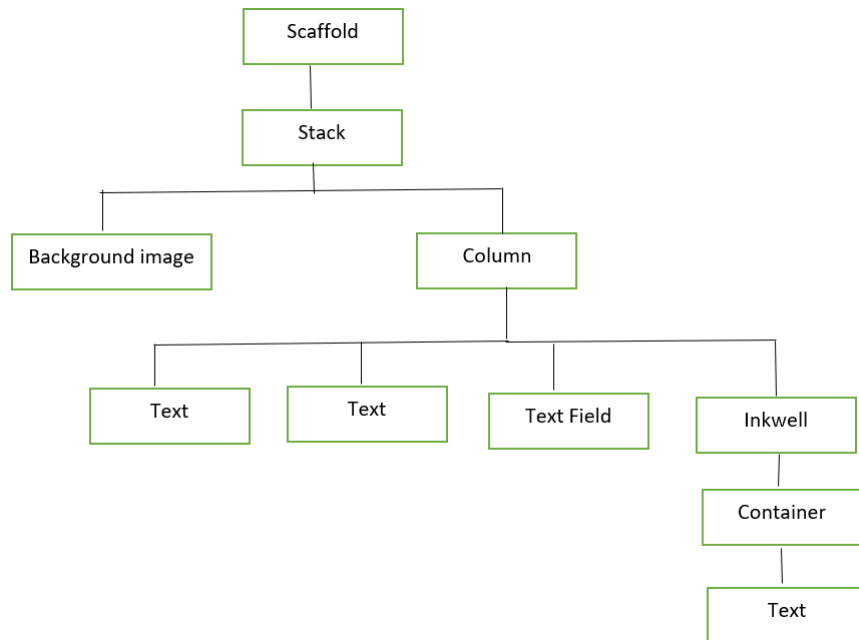 Scaffold
Stack
Background image
Column
Text
Text
Text Field
Inkwell
Container
Text